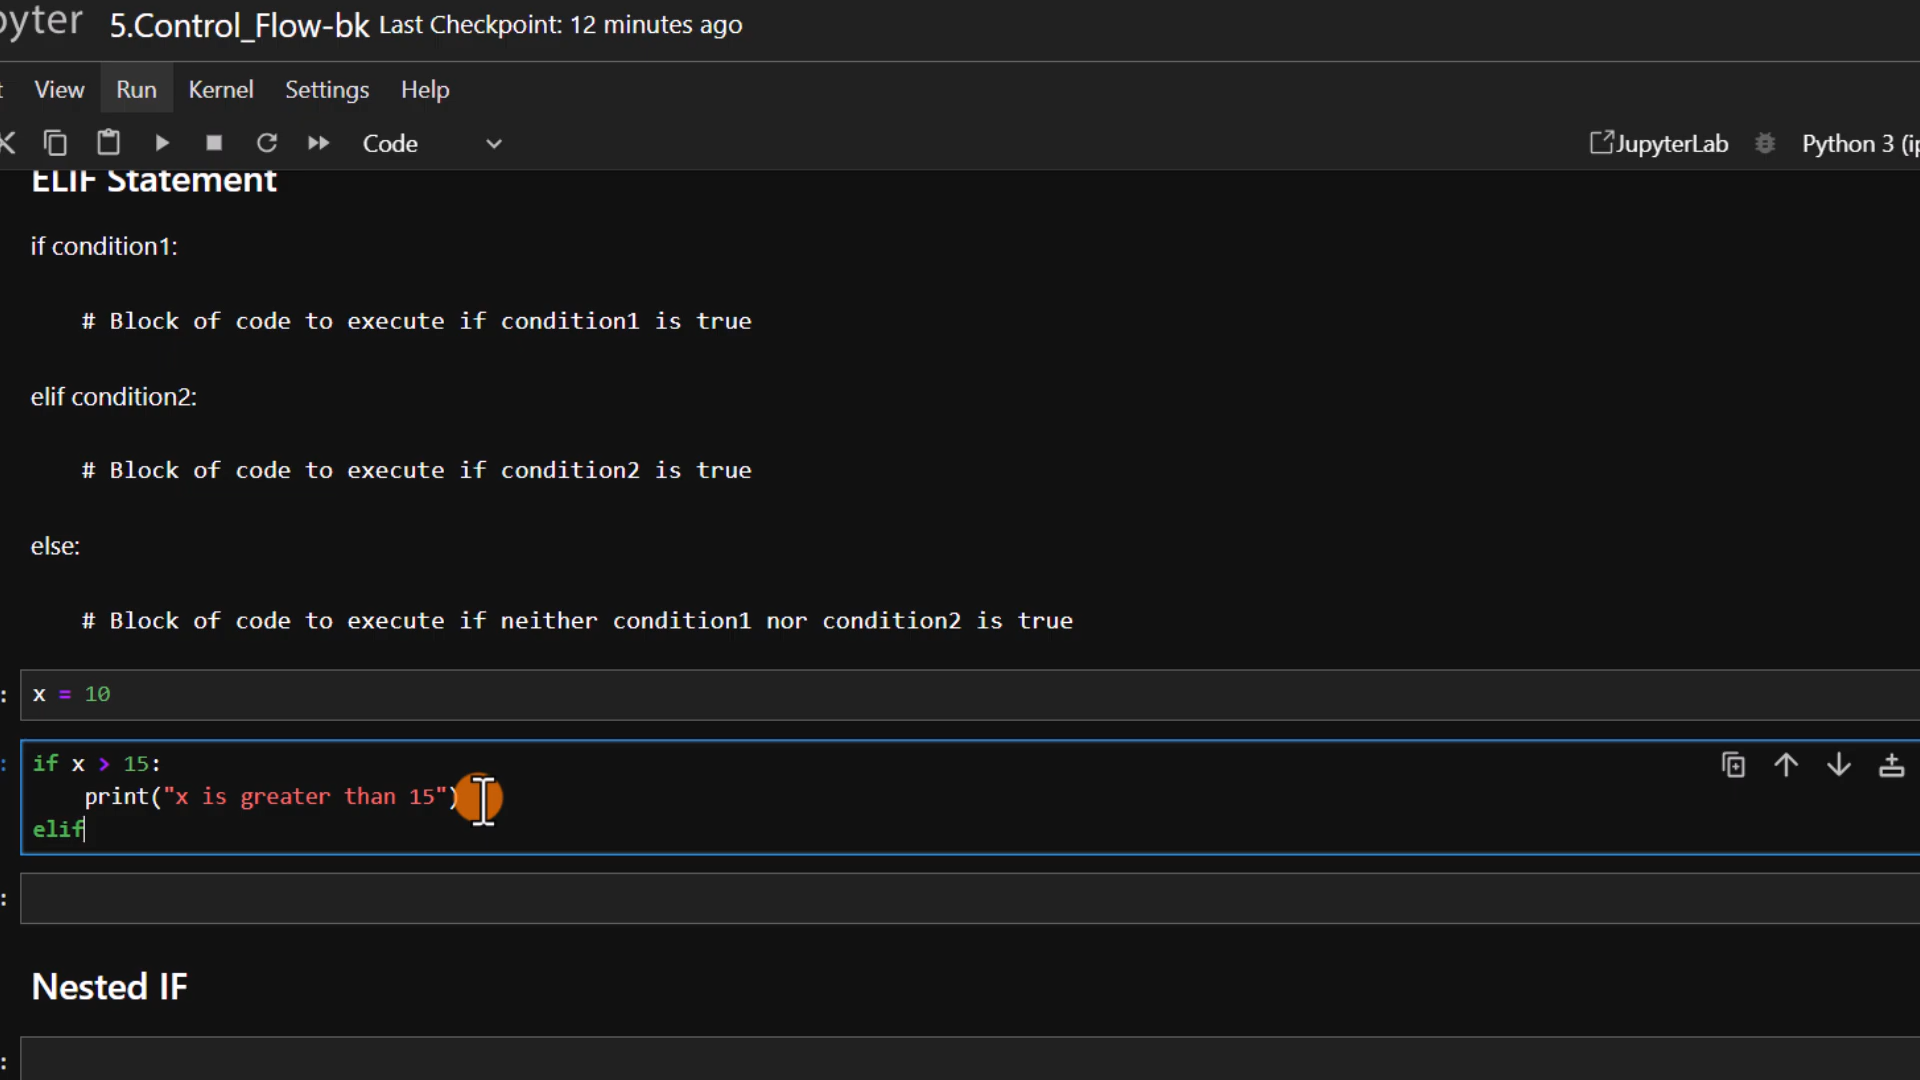 pyter 5.Control_Flow-bk Last Checkpoint: 12 minutes ago
t View Run Kernel Settings Help
Code JupyterLab Python 3 (ip
ELIF Statement
if condition1:
# Block of code to execute if condition1 is true
elif condition2:
# Block of code to execute if condition2 is true
else:
# Block of code to execute if neither condition1 nor condition2 is true
: x = 10
: if x > 15:
print("x is greater than 15")
elif
:
Nested IF
: